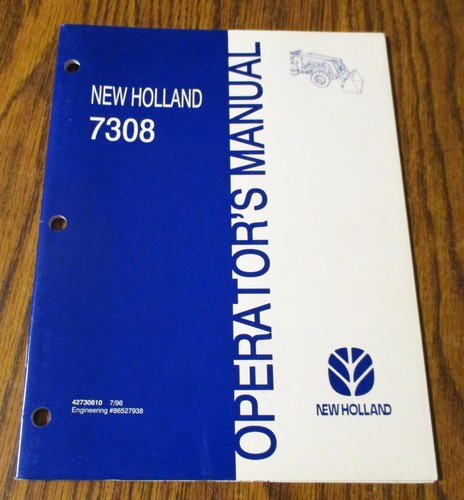 NEW HOLLAND
7308
OPERATOR'S MANUAL
42730810 7/96
Engineering #86527938
NEW HOLLAND